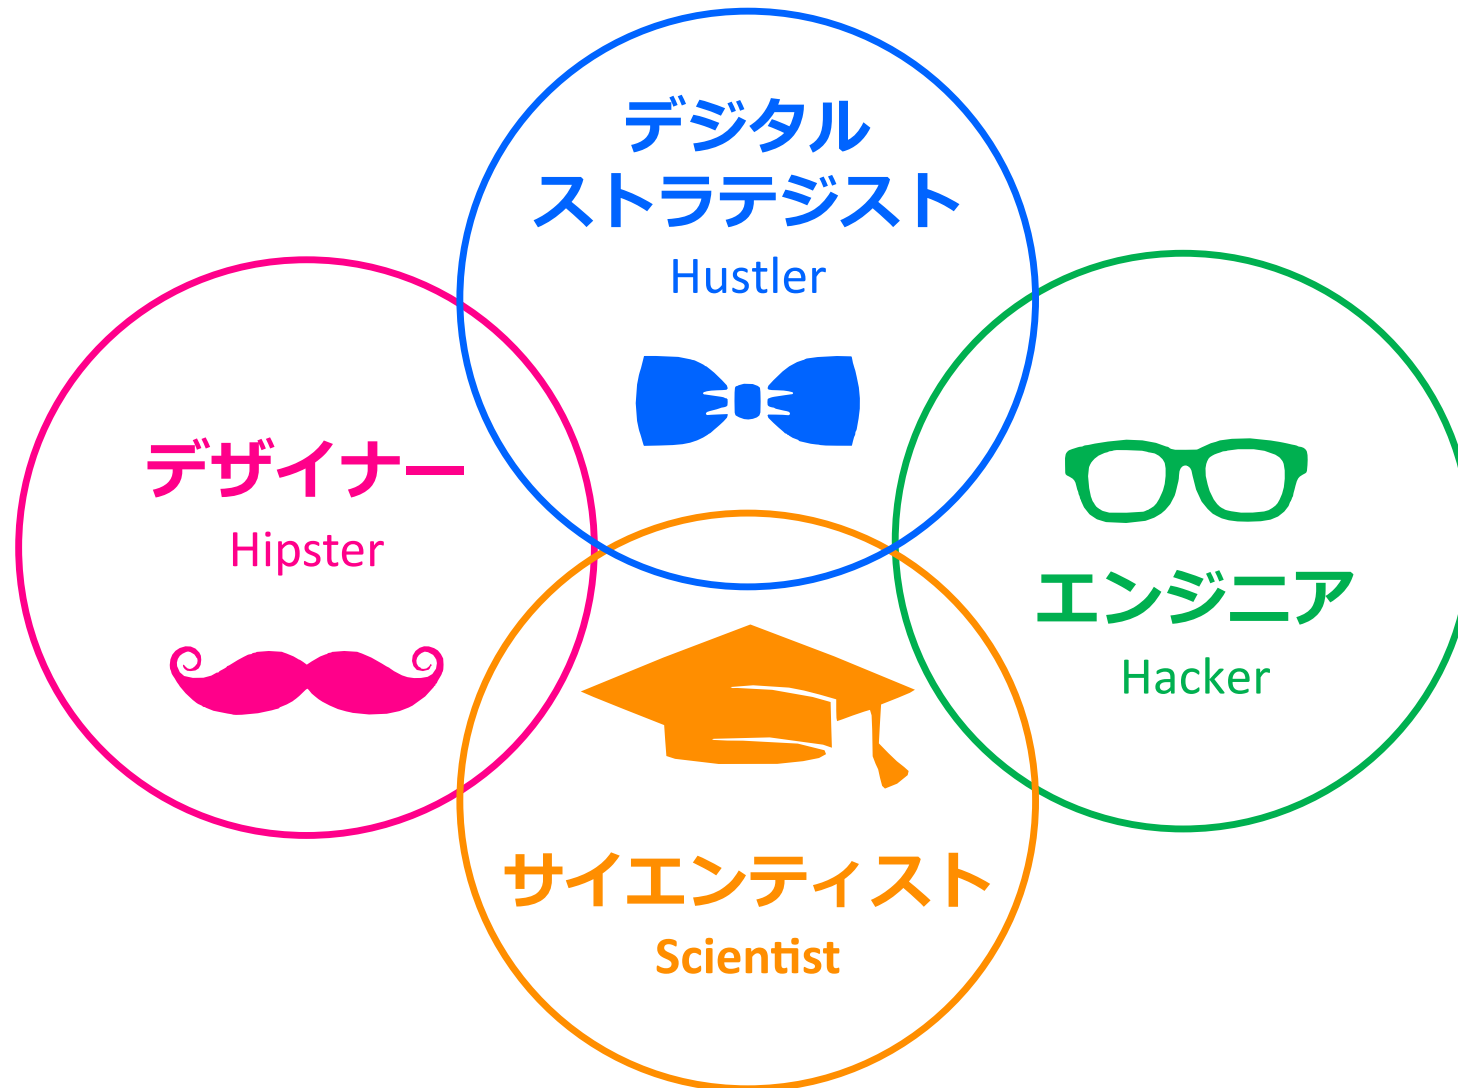 デジタル
ストラテジスト
Hustler
デザイナー
Hipster
エンジニア
Hacker
サイエンティスト
Scientist